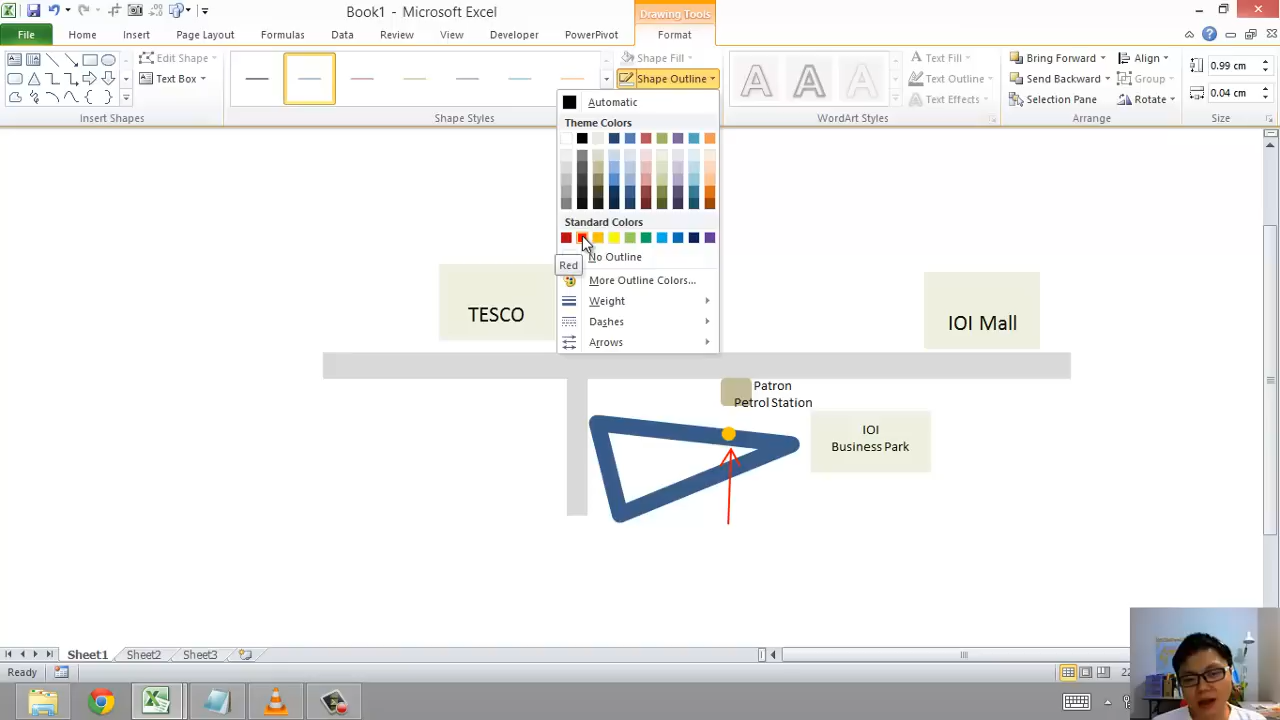 Book1 - Microsoft Excel
Drawing Tools
File
Home
Insert
Page Layout
Formulas
Data
Review
View
Developer
PowerPivot
Format
Edit Shape
Text Box
Insert Shapes
Shape Styles
Shape Fill
Shape Outline
Text Fill
Text Outline
Text Effects
WordArt Styles
Bring Forward
Send Backward
Selection Pane
Align
Group
Rotate
Arrange
0.99 cm
0.04 cm
Size
Automatic
Theme Colors
Standard Colors
Red
No Outline
More Outline Colors...
Weight
Dashes
Arrows
TESCO
IOI Mall
Patron
Petrol Station
IOI
Business Park
Sheet1
Sheet2
Sheet3
Ready